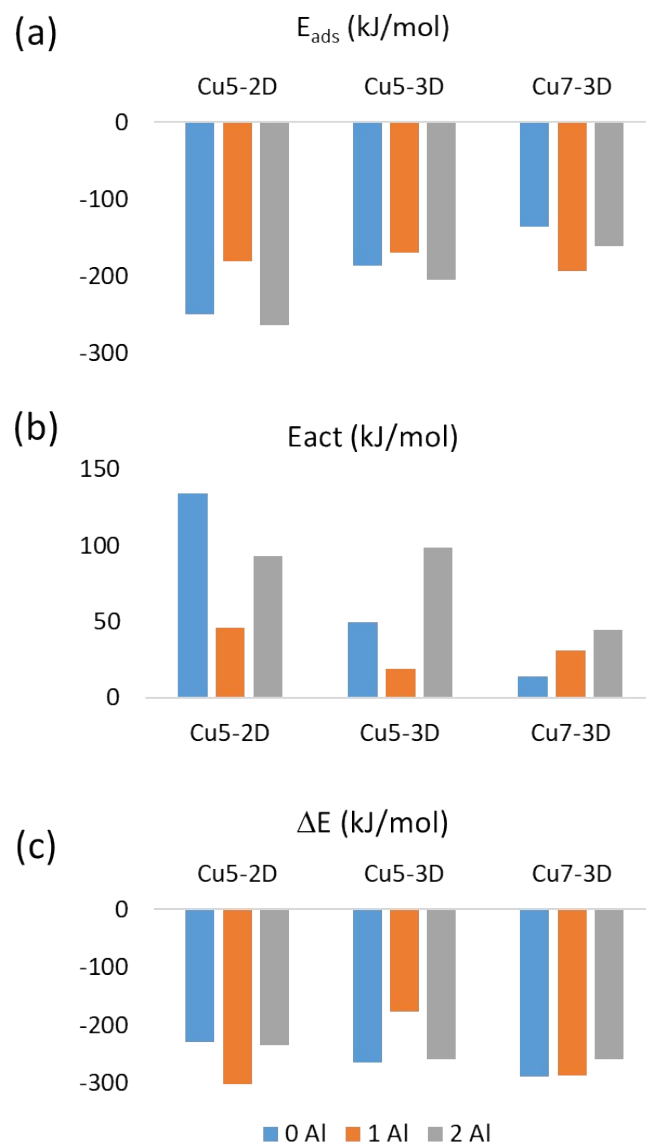 (a)
E_ads (kJ/mol)
Cu5-2D Cu5-3D Cu7-3D
0
-100
-200
-300
(b)
Eact (kJ/mol)
150
100
50
0
Cu5-2D Cu5-3D Cu7-3D
(c)
ΔE (kJ/mol)
Cu5-2D Cu5-3D Cu7-3D
0
-100
-200
-300
0 Al 1 Al 2 Al